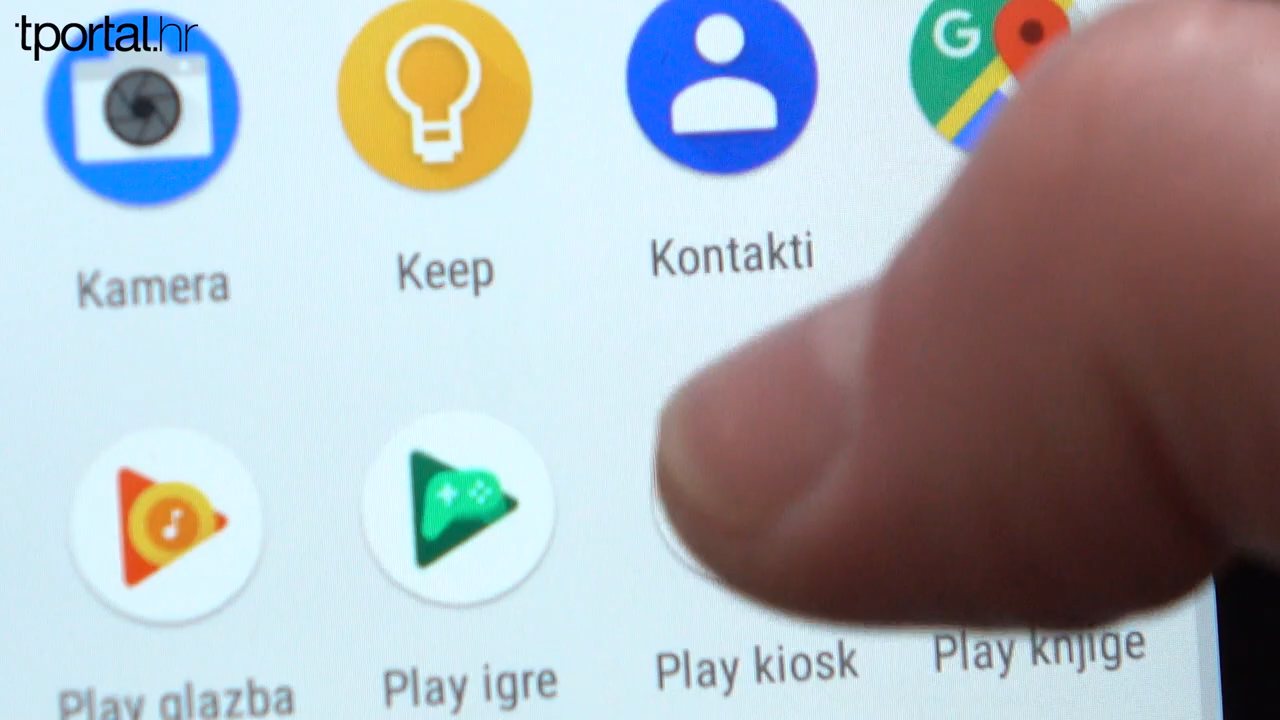 tportal.hr
G
Kamera
Keep
Kontakti
Play glazba
Play igre
Play kiosk
Play knjige